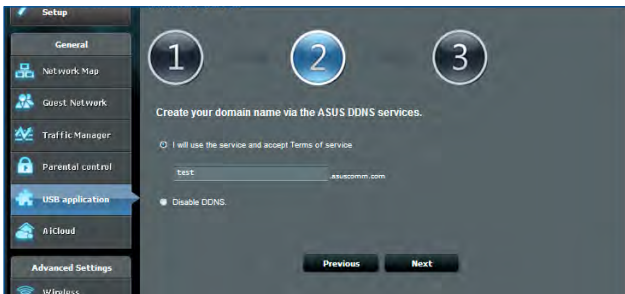 Setup
General
Network Map
Guest Network
Traffic Manager
Parental control
USB application
AiCloud
Advanced Settings
Wireless
1
2
3
Create your domain name via the ASUS DDNS services.
I will use the service and accept Terms of service
test .asuscomm.com
Disable DDNS.
Previous Next